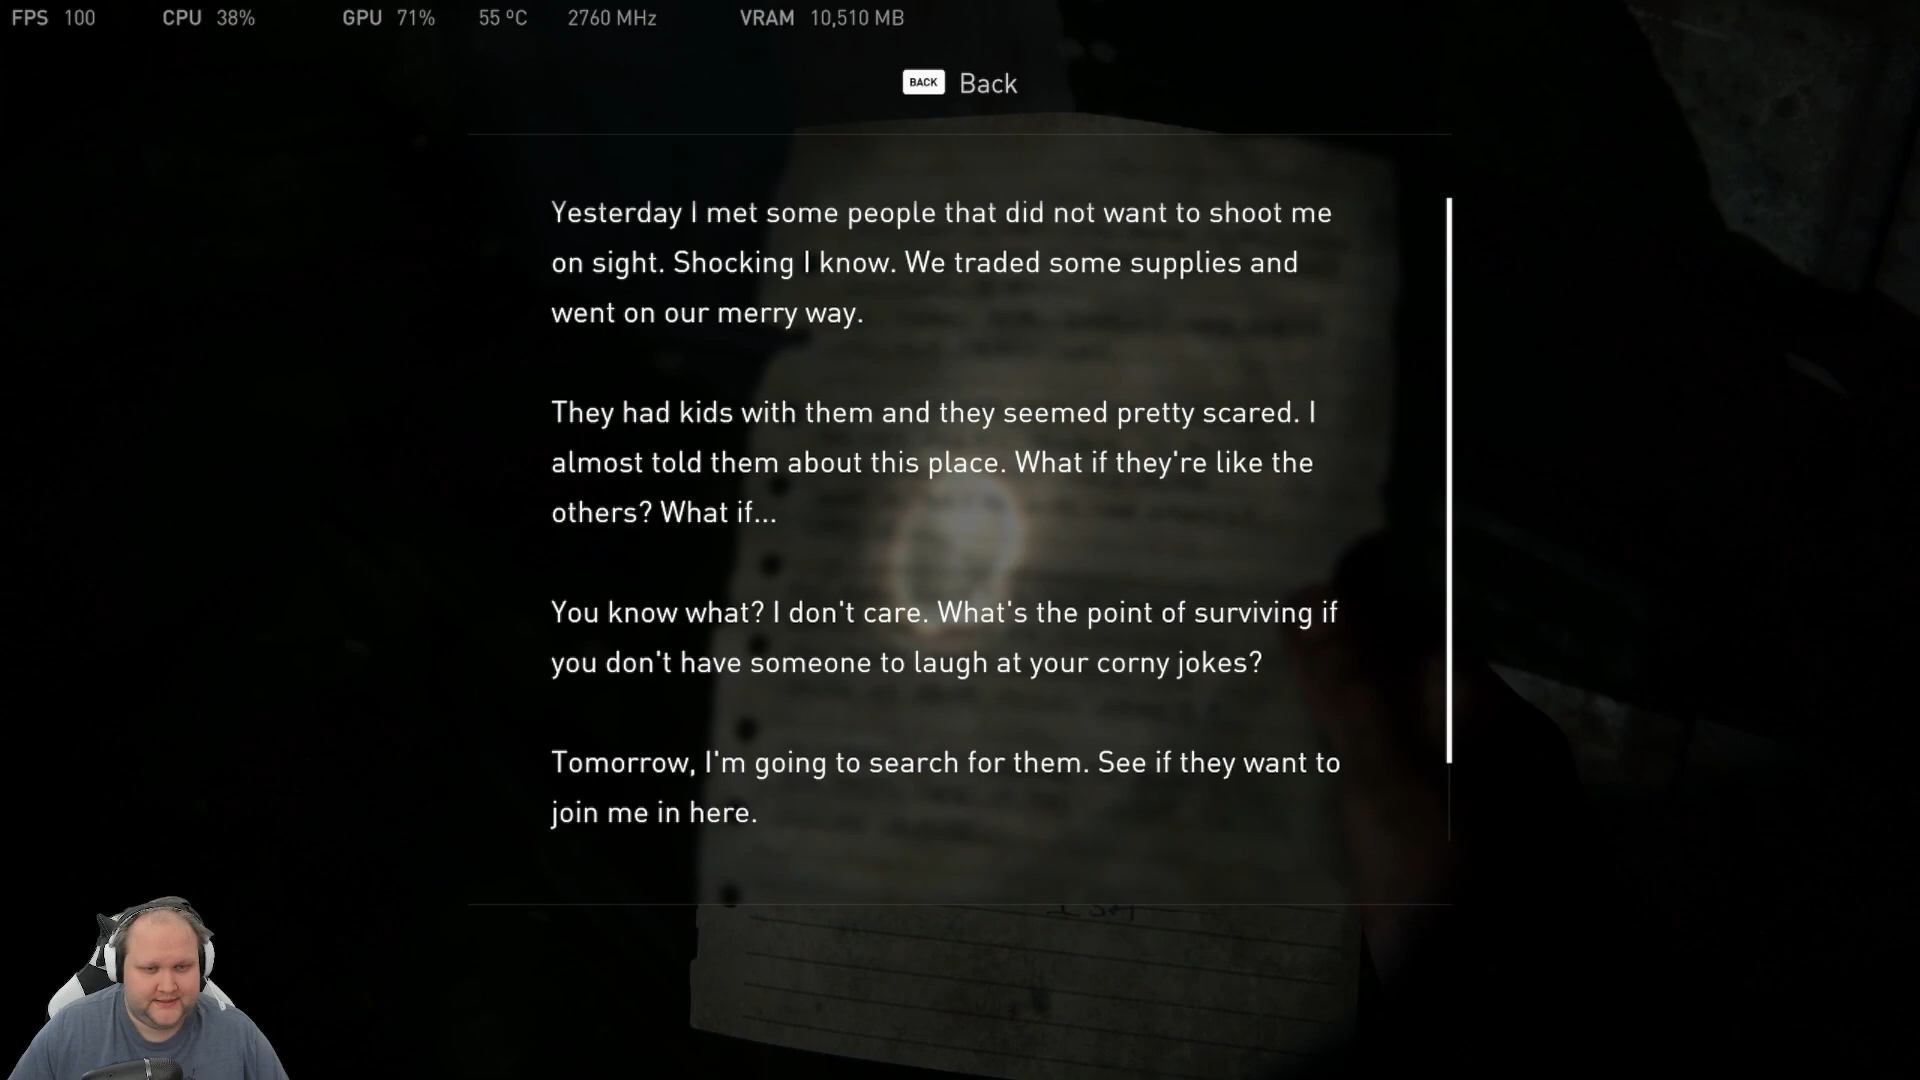 FPS 100 CPU 38% GPU 71% 55 ºC 2760 MHz VRAM 10,510 MB
BACK Back
Yesterday I met some people that did not want to shoot me
on sight. Shocking I know. We traded some supplies and
went on our merry way.
They had kids with them and they seemed pretty scared. I
almost told them about this place. What if they're like the
others? What if...
You know what? I don't care. What's the point of surviving if
you don't have someone to laugh at your corny jokes?
Tomorrow, I'm going to search for them. See if they want to
join me in here.